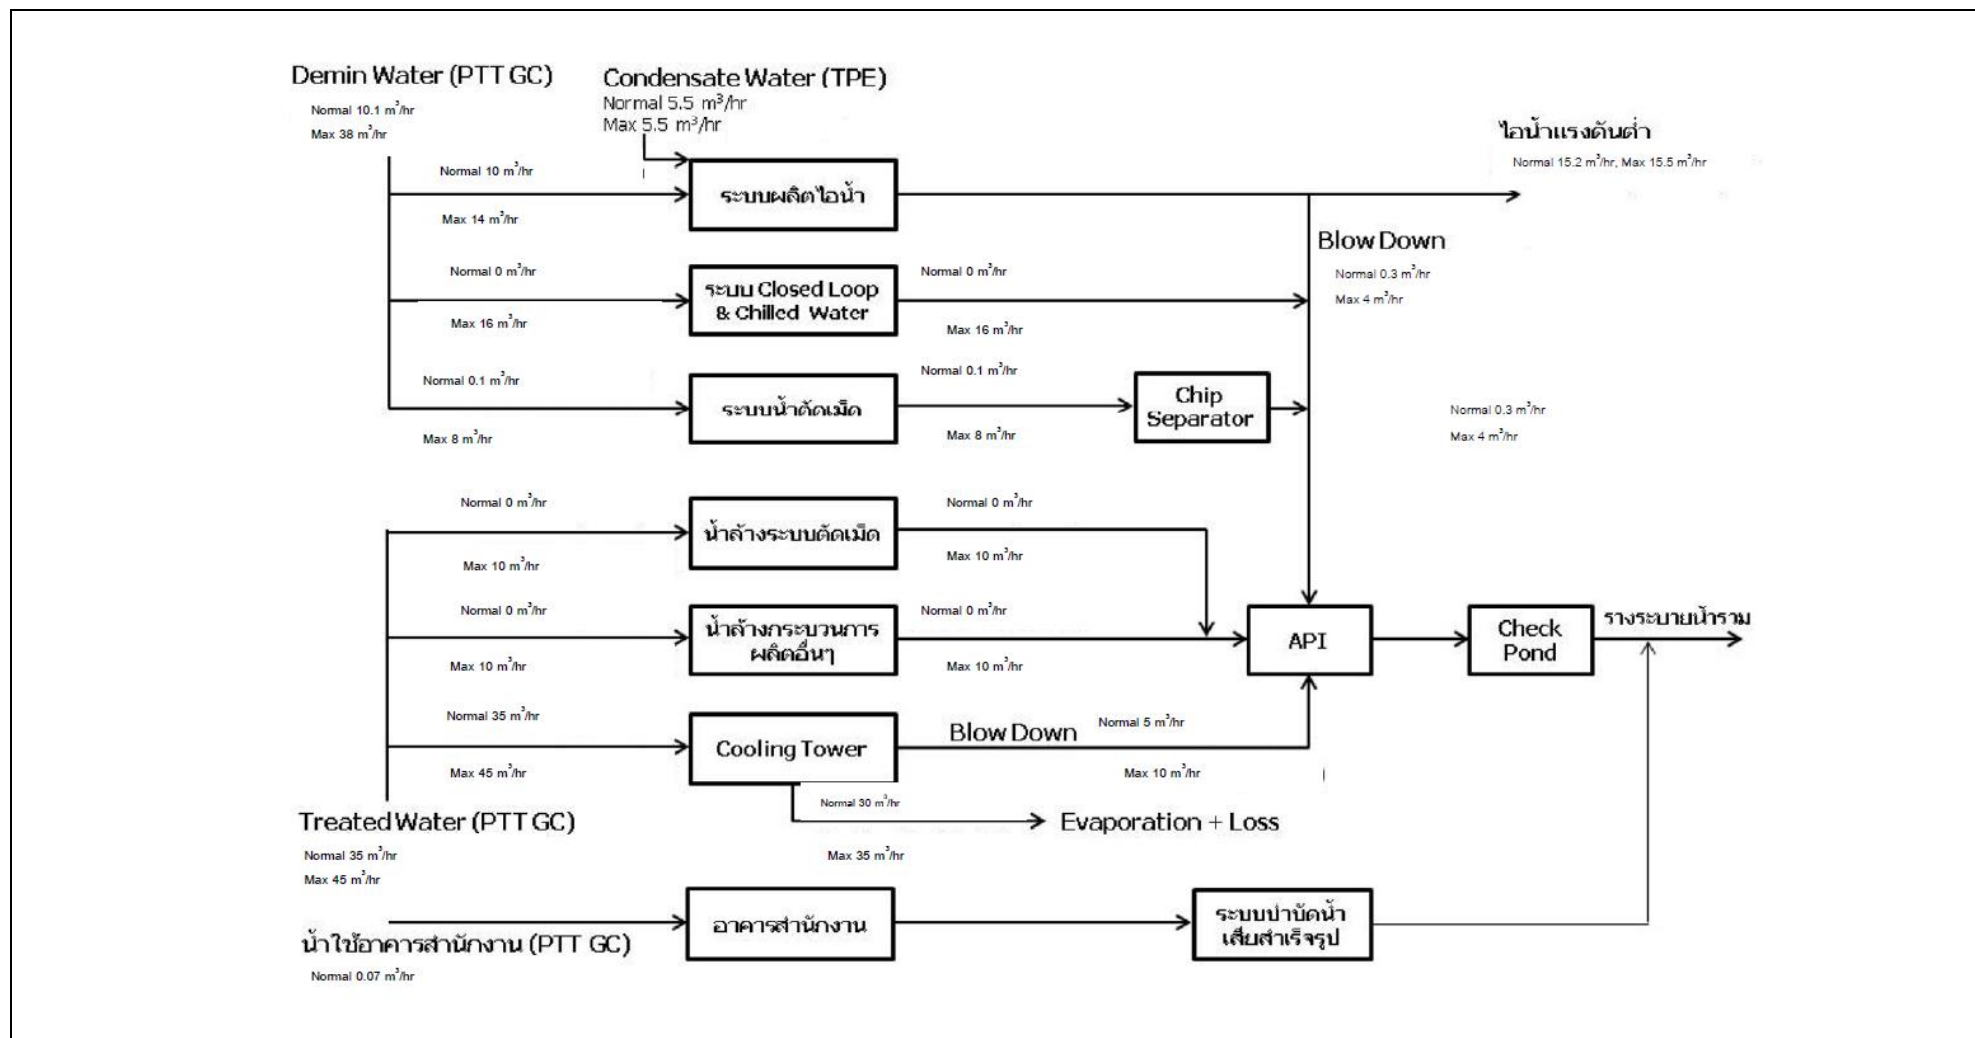 Demin Water (PTT GC)
Normal 10.1 m³/hr
Max 38 m³/hr
Condensate Water (TPE)
Normal 5.5 m³/hr
Max 5.5 m³/hr
ไอน้ำแรงดันต่ำ
Normal 15.2 m³/hr, Max 15.5 m³/hr
Normal 10 m³/hr
Max 14 m³/hr
ระบบผลิตไอน้ำ
Blow Down
Normal 0.3 m³/hr
Max 4 m³/hr
Normal 0 m³/hr
Max 16 m³/hr
ระบบ Closed Loop
& Chilled Water
Normal 0 m³/hr
Max 16 m³/hr
Normal 0.1 m³/hr
Max 8 m³/hr
ระบบน้ำตัดเม็ด
Normal 0.1 m³/hr
Max 8 m³/hr
Chip
Separator
Normal 0.3 m³/hr
Max 4 m³/hr
Normal 0 m³/hr
Max 10 m³/hr
น้ำล้างระบบตัดเม็ด
Normal 0 m³/hr
Max 10 m³/hr
Normal 0 m³/hr
Max 10 m³/hr
น้ำล้างกระบวนการ
ผลิตอื่นๆ
Normal 0 m³/hr
Max 10 m³/hr
API
Check
Pond
รางระบายน้ำรวม
Normal 35 m³/hr
Max 45 m³/hr
Cooling Tower
Blow Down
Normal 5 m³/hr
Max 10 m³/hr
Normal 30 m³/hr
Evaporation + Loss
Max 35 m³/hr
Treated Water (PTT GC)
Normal 35 m³/hr
Max 45 m³/hr
น้ำใช้อาคารสำนักงาน (PTT GC)
Normal 0.07 m³/hr
อาคารสำนักงาน
ระบบบำบัดน้ำ
เสียสำเร็จรูป